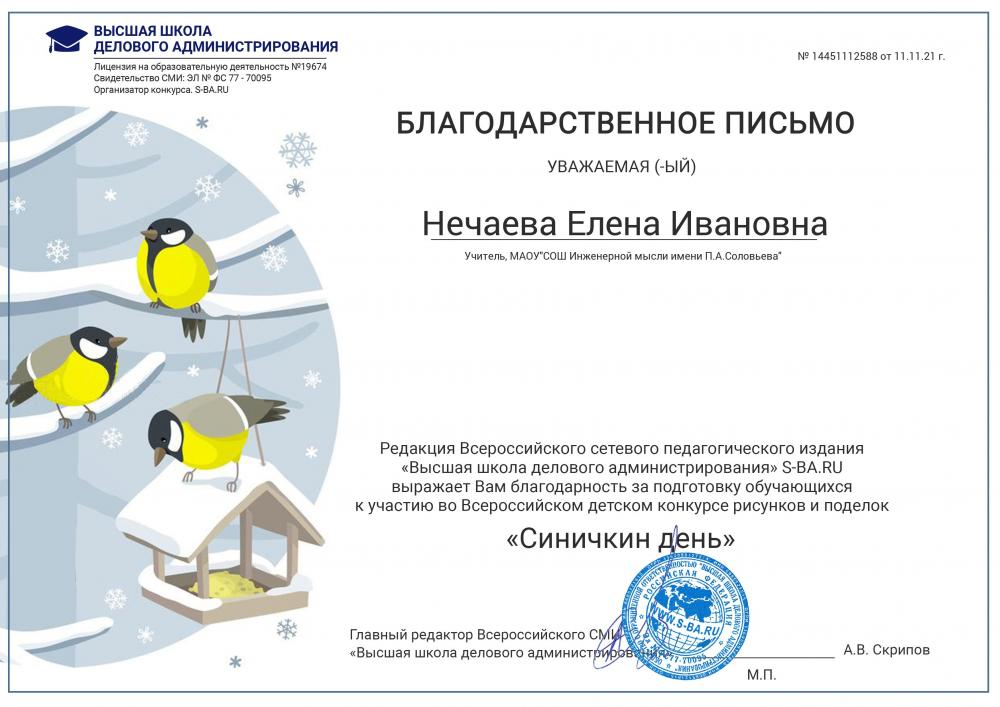 ВЫСШАЯ ШКОЛА
ДЕЛОВОГО АДМИНИСТРИРОВАНИЯ
Лицензия на образовательную деятельность №19674
Свидетельство СМИ: ЭЛ № ФС 77 - 70095
Организатор конкурса. S-BA.RU
№ 14451112588 от 11.11.21 г.
БЛАГОДАРСТВЕННОЕ ПИСЬМО
УВАЖАЕМАЯ (-ЫЙ)
Нечаева Елена Ивановна
Учитель, МАОУ"СОШ Инженерной мысли имени П.А.Соловьева"
Редакция Всероссийского сетевого педагогического издания
«Высшая школа делового администрирования» S-BA.RU
выражает Вам благодарность за подготовку обучающихся
к участию во Всероссийском детском конкурсе рисунков и поделок
«Синичкин день»
Главный редактор Всероссийского СМИ
«Высшая школа делового администрирования»
А.В. Скрипов
М.П.
РОССИЙСКАЯ ФЕДЕРАЦИЯ
WWW.S-BA.RU